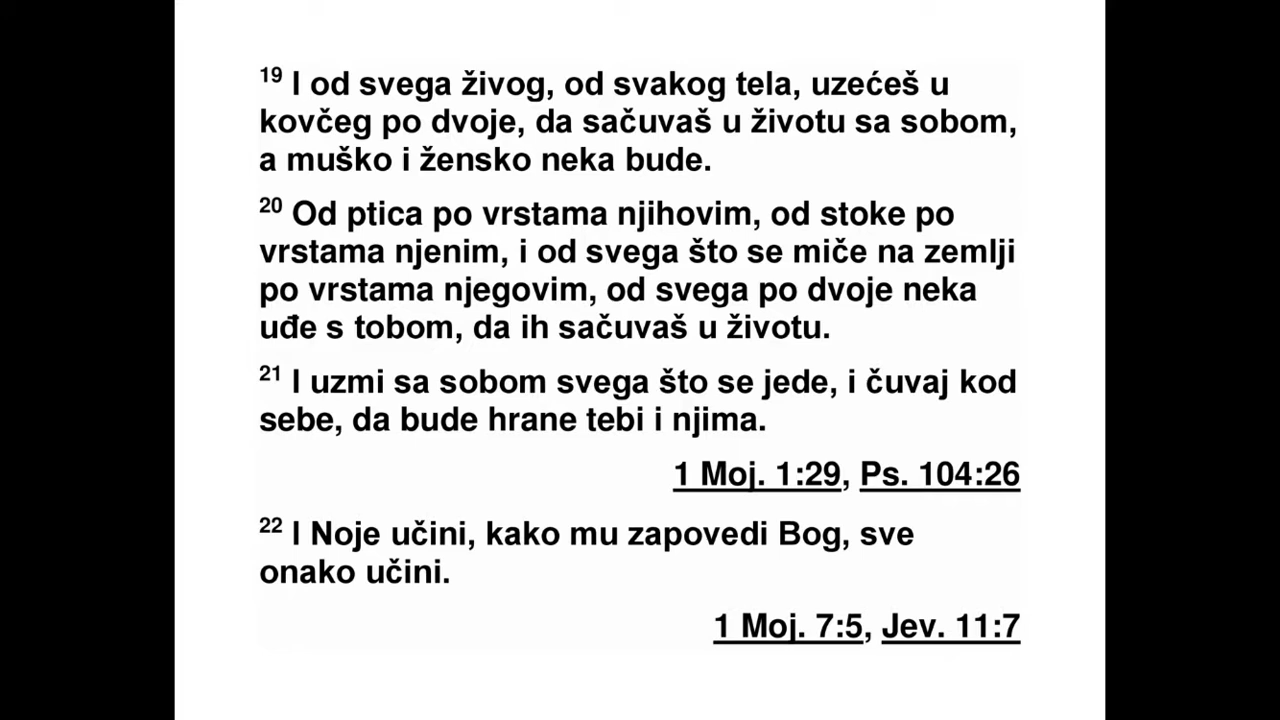 19 I od svega živog, od svakog tela, uzećeš u
kovčeg po dvoje, da sačuvaš u životu sa sobom,
a muško i žensko neka bude.
20 Od ptica po vrstama njihovim, od stoke po
vrstama njenim, i od svega što se miče na zemlji
po vrstama njegovim, od svega po dvoje neka
uđe s tobom, da ih sačuvaš u životu.
21 I uzmi sa sobom svega što se jede, i čuvaj kod
sebe, da bude hrane tebi i njima.
1 Moj. 1:29, Ps. 104:26
22 I Noje učini, kako mu zapovedi Bog, sve
onako učini.
1 Moj. 7:5, Jev. 11:7